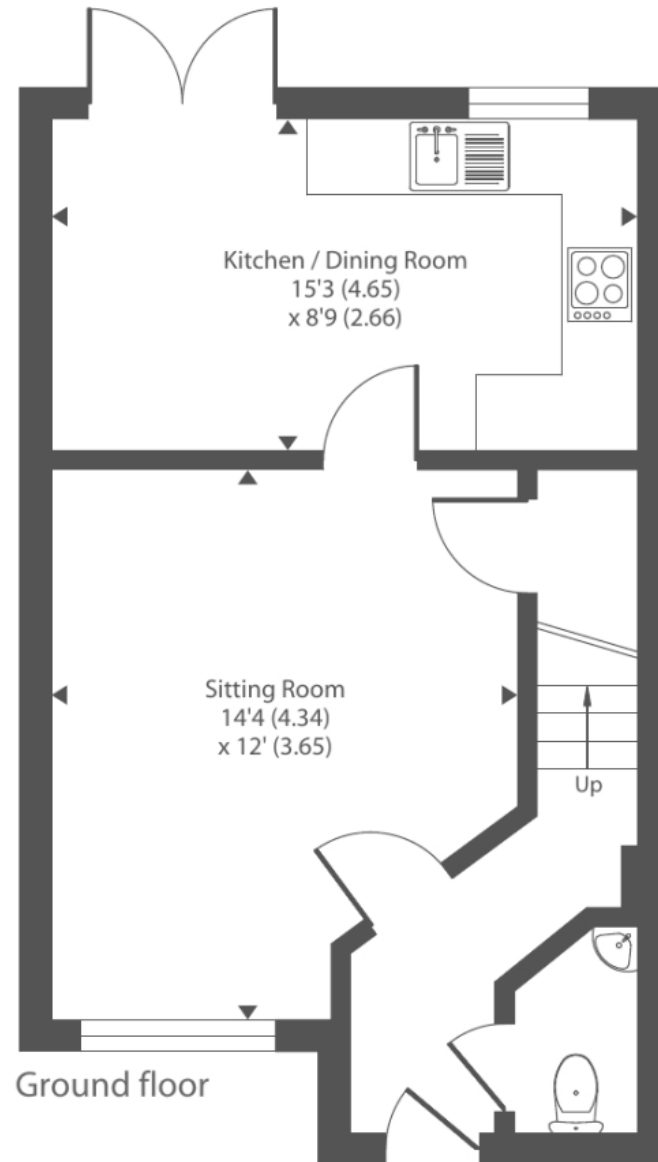 Kitchen / Dining Room
15'3 (4.65)
x 8'9 (2.66)
Sitting Room
14'4 (4.34)
x 12' (3.65)
Up
Ground floor